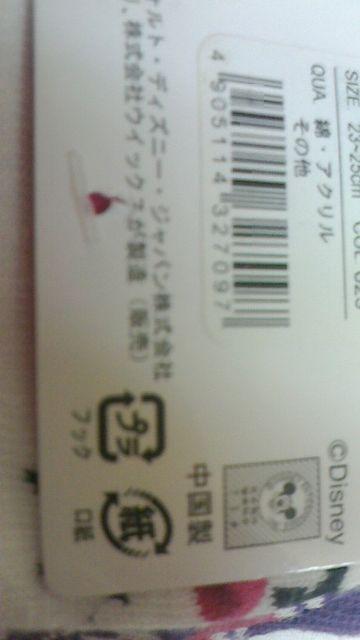 SIZE 23~25cm
QUA 綿・アクリル
その他
4 905114 327097
ルト・ディズニー・ジャパン株式会社
、株式会社ウイックスが製造(販売)
プラ
フック
紙
口紙
中国製
©Disney